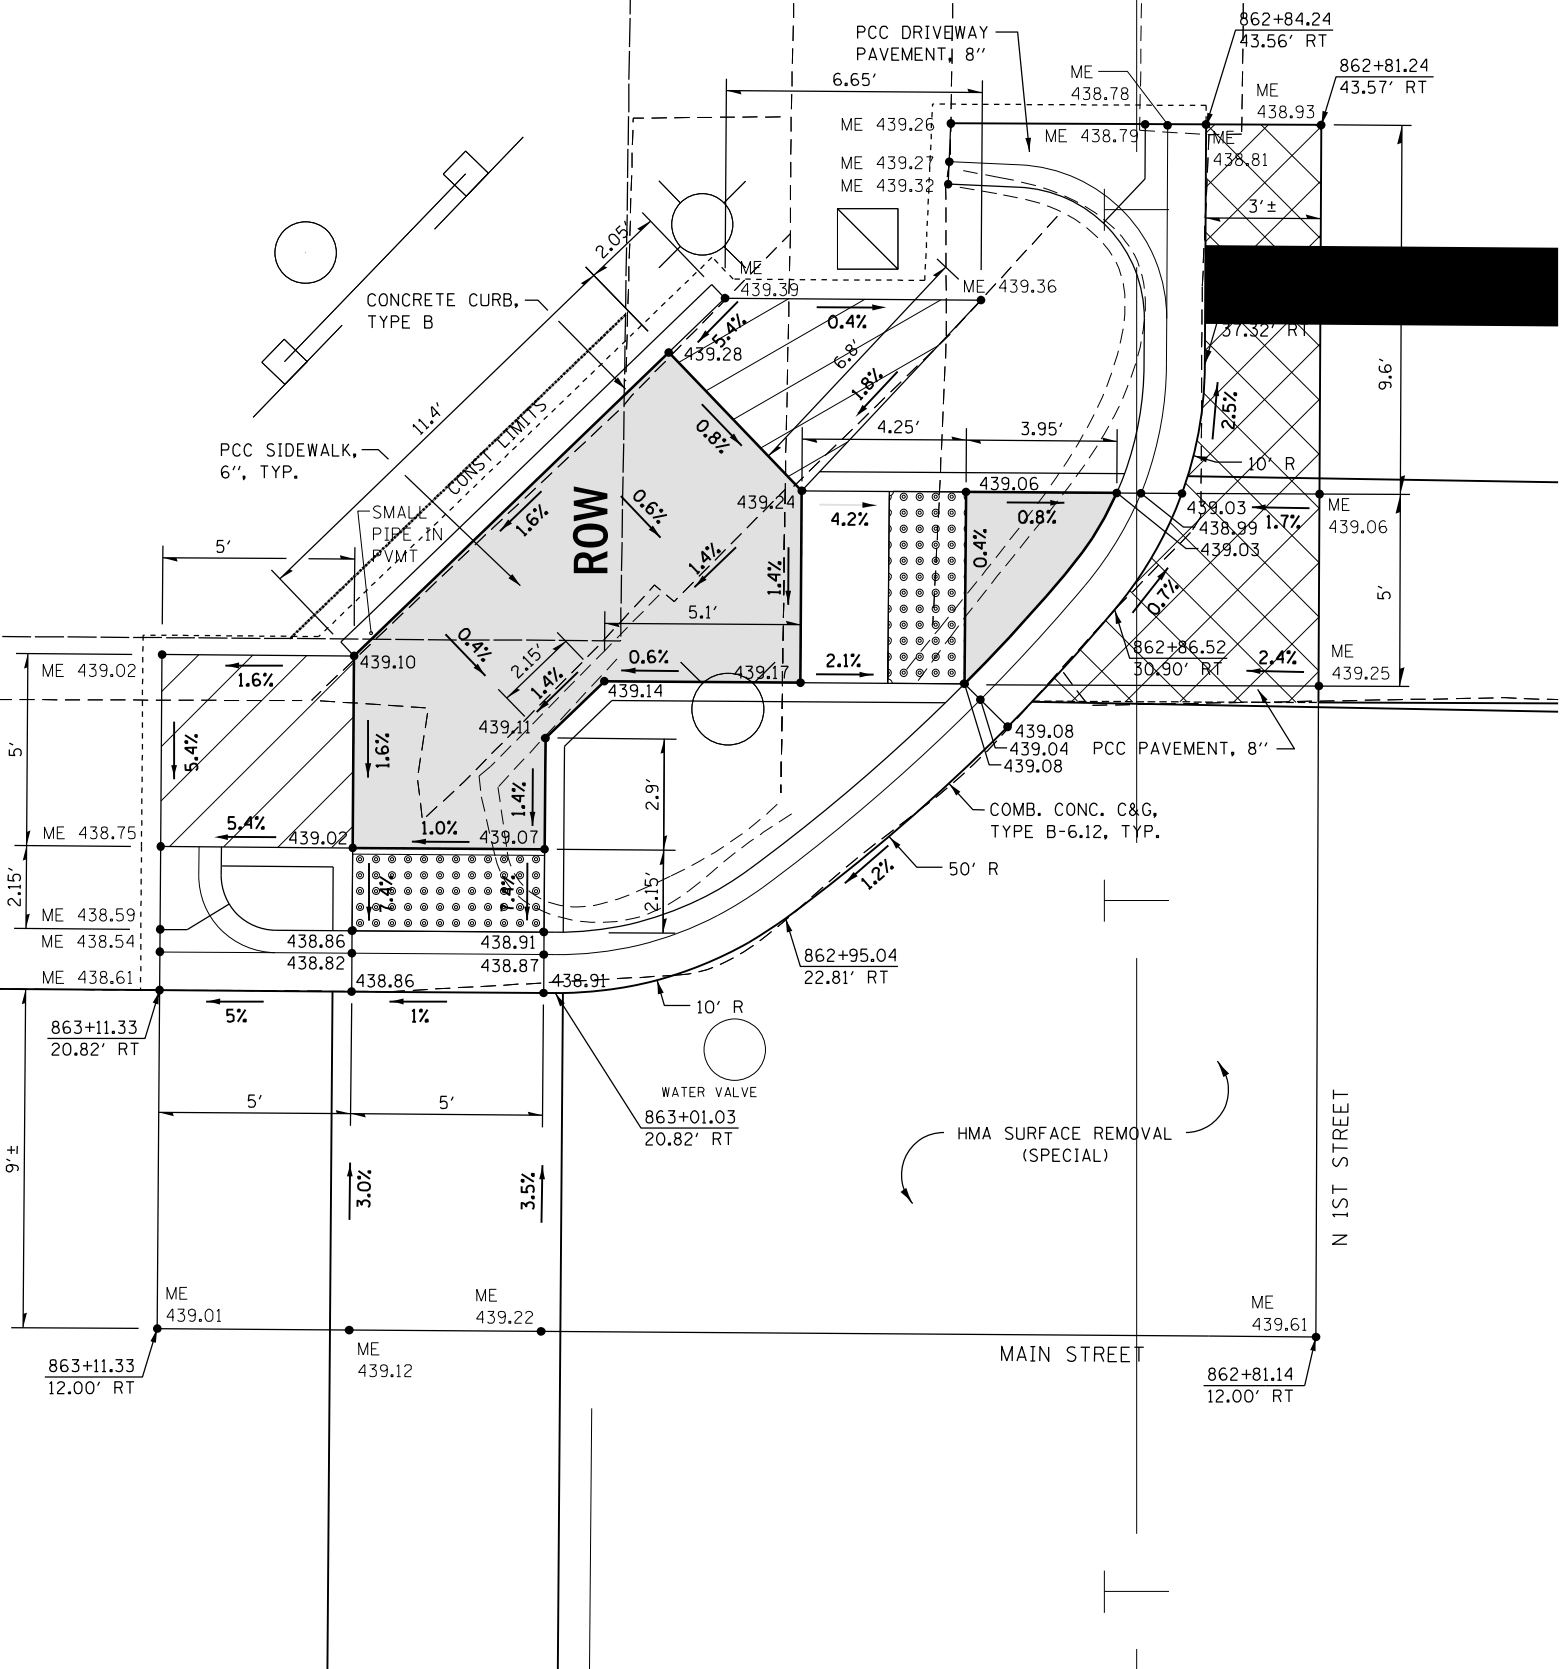 862+84.24
43.56' RT
PCC DRIVEWAY
PAVEMENT, 8''
ME
438.78
862+81.24
43.57' RT
6.65'
ME
438.93
ME 439.26
ME 438.79
ME
438.81
ME 439.27
ME 439.32
3'±
2.05'
ME
439.39
ME 439.36
CONCRETE CURB,
TYPE B
5.4%
0.4%
37.32' RT
439.28
6.8'
1.8%
9.6'
11.4'
CONST LIMITS
0.8%
4.25'
3.95'
2.5%
PCC SIDEWALK,
6'', TYP.
10' R
439.06
ROW
439.24
0.6%
1.6%
4.2%
0.8%
439.03
438.99
439.03
1.7%
ME
439.06
SMALL
PIPE IN
PVMT
5'
1.4%
1.4%
0.4%
0.7%
5'
5.1'
0.4%
2.15'
862+86.52
30.90' RT
2.4%
ME
439.25
ME 439.02
439.10
1.6%
1.4%
0.6%
439.17
2.1%
439.14
439.11
439.08
439.04
439.08
PCC PAVEMENT, 8''
5'
5.4%
1.6%
1.4%
2.9'
COMB. CONC. C&G,
TYPE B-6.12, TYP.
ME 438.75
5.4%
439.02
1.0%
439.07
50' R
1.2%
2.15'
7.4%
7.4%
2.15'
ME 438.59
ME 438.54
438.86
438.91
438.82
438.87
862+95.04
22.81' RT
ME 438.61
438.86
438.91
5%
1%
10' R
863+11.33
20.82' RT
WATER VALVE
5'
5'
863+01.03
20.82' RT
HMA SURFACE REMOVAL
(SPECIAL)
N 1ST STREET
9'±
3.0%
3.5%
ME
439.01
ME
439.22
ME
439.61
ME
439.12
MAIN STREET
863+11.33
12.00' RT
862+81.14
12.00' RT